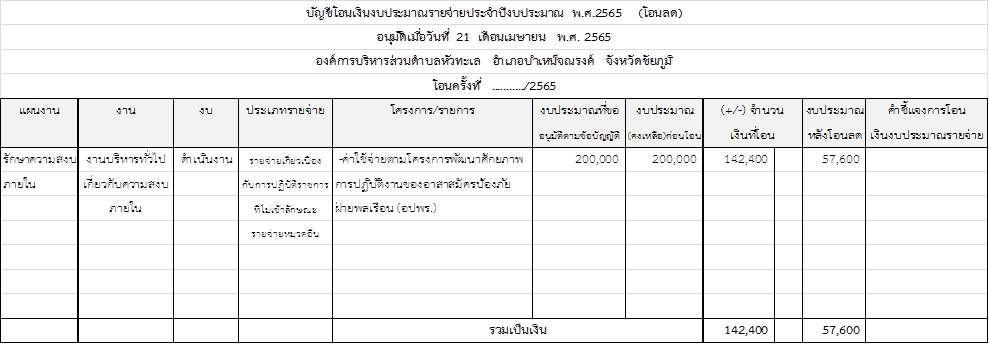 บัญชีโอนเงินงบประมาณรายจ่ายประจำปีงบประมาณ พ.ศ.2565 (โอนลด)
อนุมัติเมื่อวันที่ 21 เดือนเมษายน พ.ศ. 2565
องค์การบริหารส่วนตำบลหัวทะเล อำเภอบำเหน็จณรงค์ จังหวัดชัยภูมิ
โอนครั้งที่ ........../2565
แผนงาน งาน งบ ประเภทรายจ่าย โครงการ/รายการ งบประมาณที่ขอ งบประมาณ (+/-) จำนวน งบประมาณ คำชี้แจงการโอน
อนุมัติตามข้อบัญญัติ (คงเหลือ)ก่อนโอน เงินที่โอน หลังโอนลด เงินงบประมาณรายจ่าย
รักษาความสงบ งานบริหารทั่วไป ดำเนินงาน รายจ่ายเกี่ยวเนื่อง -ค่าใช้จ่ายตามโครงการพัฒนาศักยภาพ 200,000 200,000 142,400 57,600
ภายใน เกี่ยวกับความสงบ กับการปฏิบัติราชการ การปฏิบัติงานของอาสาสมัครป้องภัย
ภายใน ที่ไม่เข้าลักษณะ ฝ่ายพลเรือน (อปพร.)
รายจ่ายหมวดอื่น
รวมเป็นเงิน 142,400 57,600